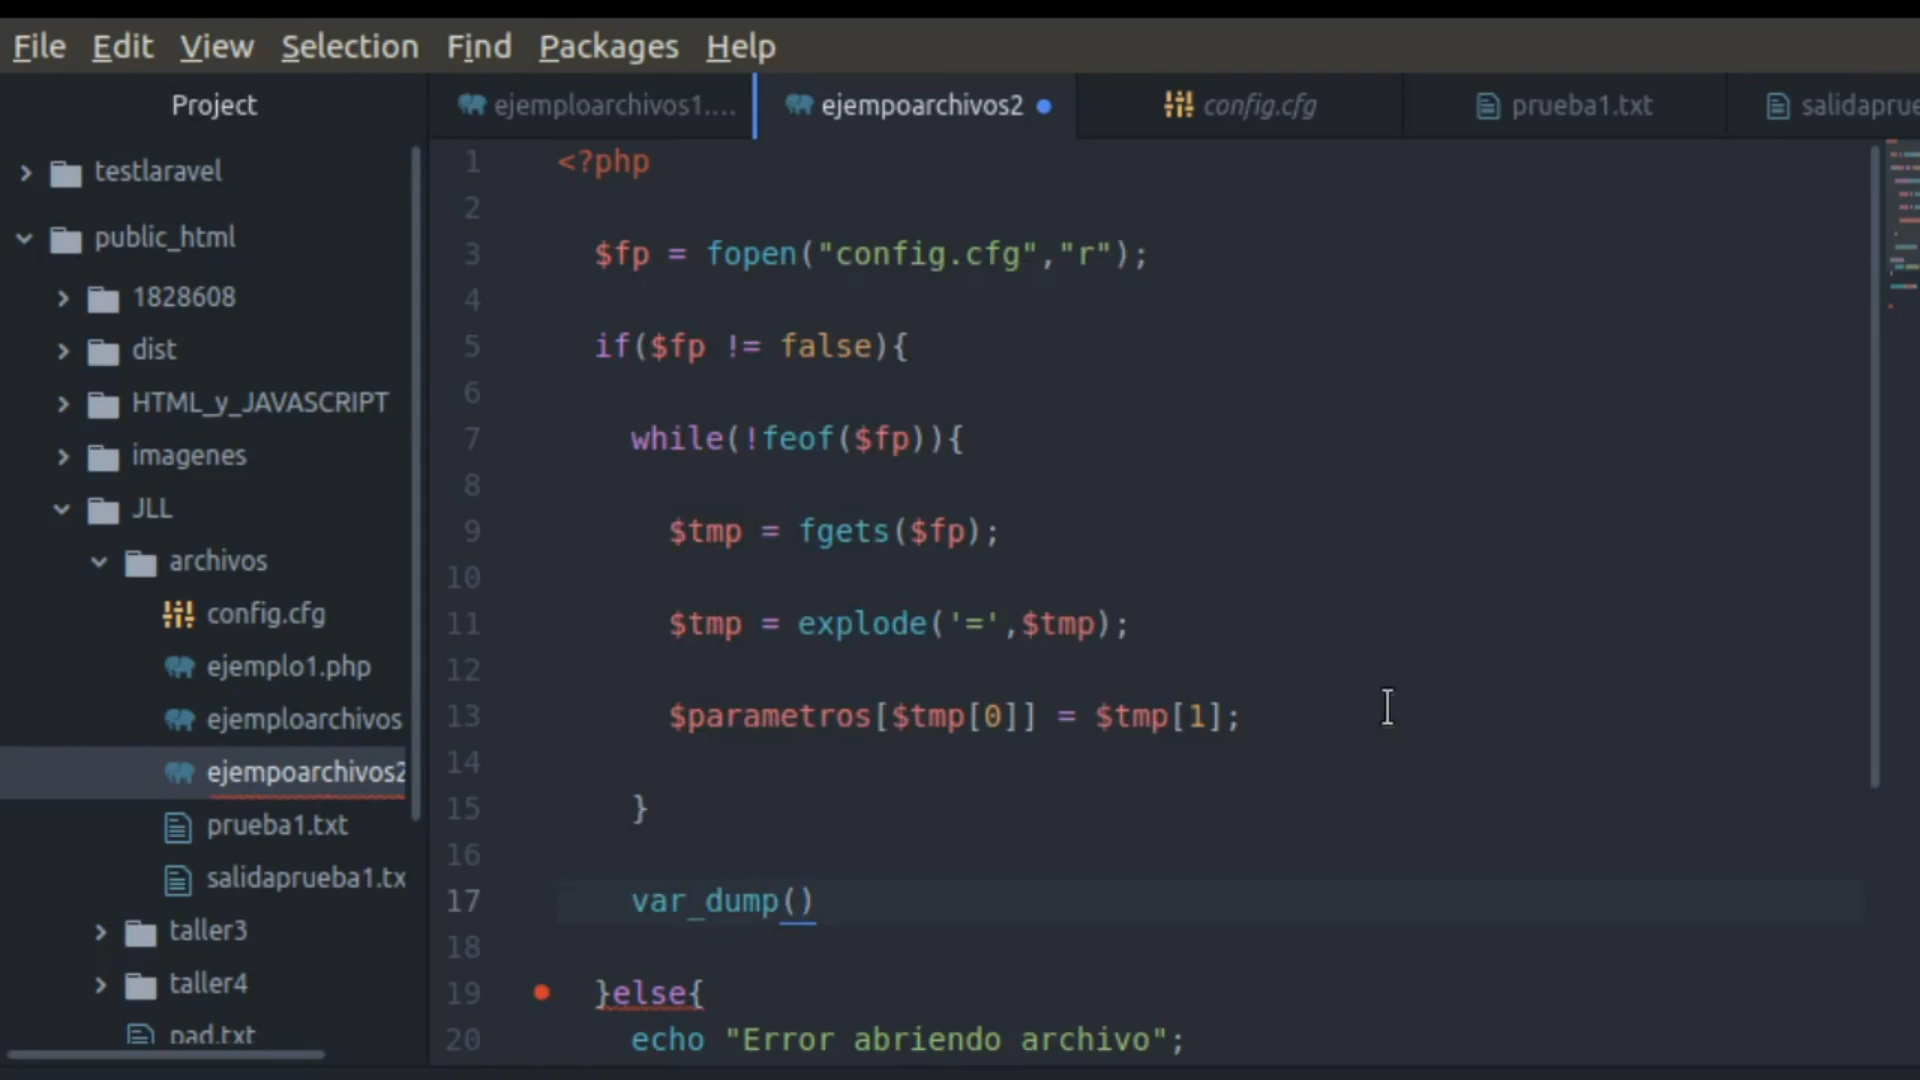 File Edit View Selection Find Packages Help
Project
ejemploarchivos1....
ejempoarchivos2
config.cfg
prueba1.txt
salidaprue
testlaravel
public_html
1828608
dist
HTML_y_JAVASCRIPT
imagenes
JLL
archivos
config.cfg
ejemplo1.php
ejemploarchivos
ejempoarchivos2
prueba1.txt
salidaprueba1.tx
taller3
taller4
pad.txt
1 <?php
2
3 $fp = fopen("config.cfg","r");
4
5 if($fp != false){
6
7 while(!feof($fp)){
8
9 $tmp = fgets($fp);
10
11 $tmp = explode('=',$tmp);
12
13 $parametros[$tmp[0]] = $tmp[1];
14
15 }
16
17 var_dump()
18
19 }else{
20 echo "Error abriendo archivo";